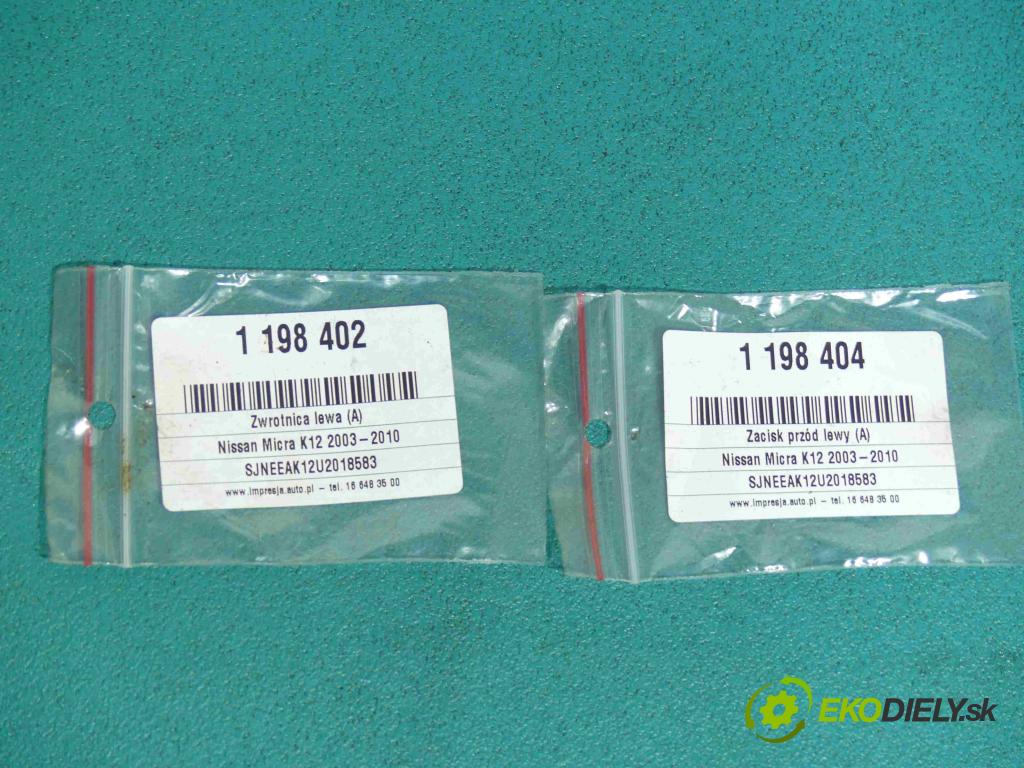 1 198 402
Zwrotnica lewa (A)
Nissan Micra K12 2003-2010
SJNEEAK12U2018583
www.impresja.auto.pl - tel. 16 648 35 00
1 198 404
Zacisk przód lewy (A)
Nissan Micra K12 2003-2010
SJNEEAK12U2018583
www.impresja.auto.pl - tel. 16 648 35 00
EKODIELY.sk